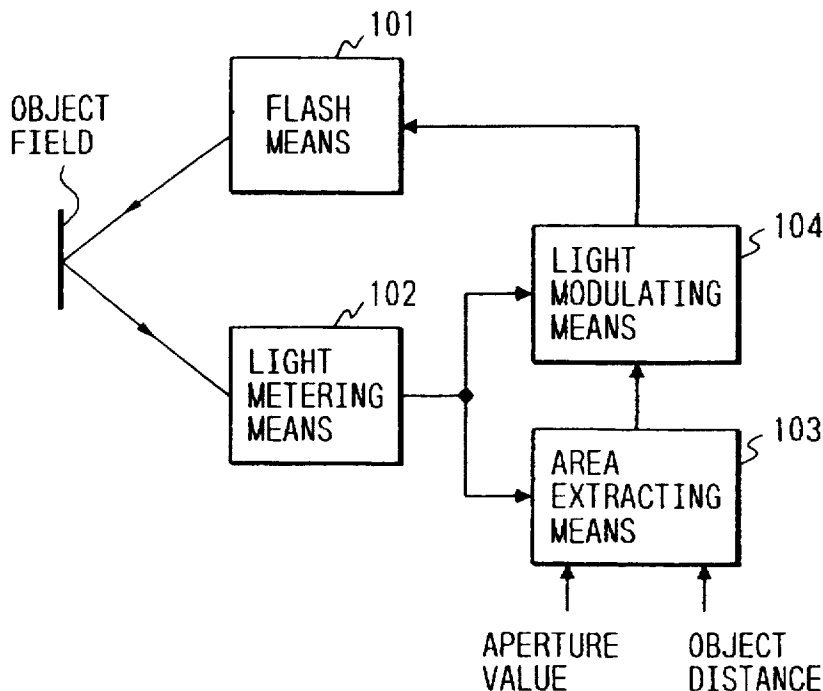 101
OBJECT
FIELD
FLASH
MEANS
104
LIGHT
MODULATING
MEANS
102
LIGHT
METERING
MEANS
103
AREA
EXTRACTING
MEANS
APERTURE
VALUE
OBJECT
DISTANCE